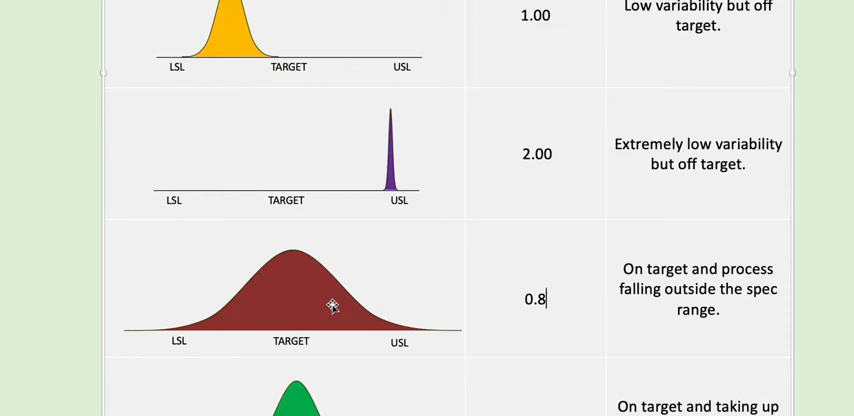 1.00
Low variability but off
target.
LSL TARGET USL
2.00
Extremely low variability
but off target.
LSL TARGET USL
0.8
On target and process
falling outside the spec
range.
LSL TARGET USL
On target and taking up